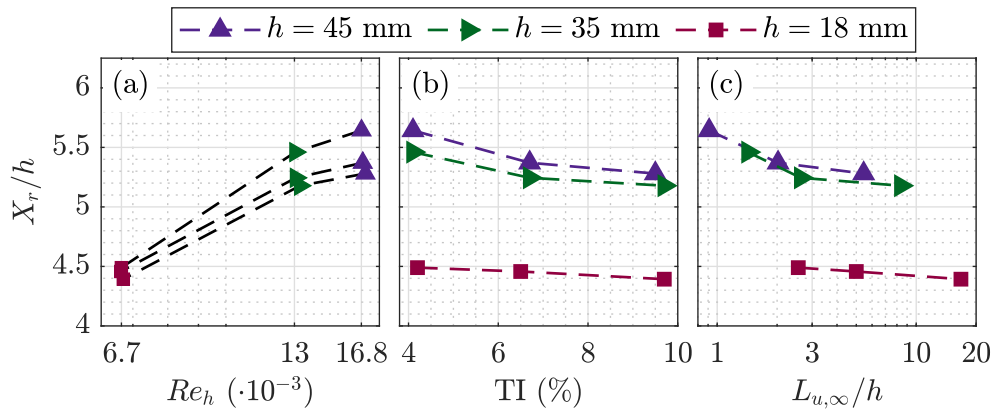 h = 45 mm h = 35 mm h = 18 mm
(a) (b) (c)
6
5.5
5
4.5
4
X_r/h
6.7 13 16.8
4 6 8 10
1 3 10 20
Re_h (·10^{-3})
TI (%)
L_{u,∞}/h